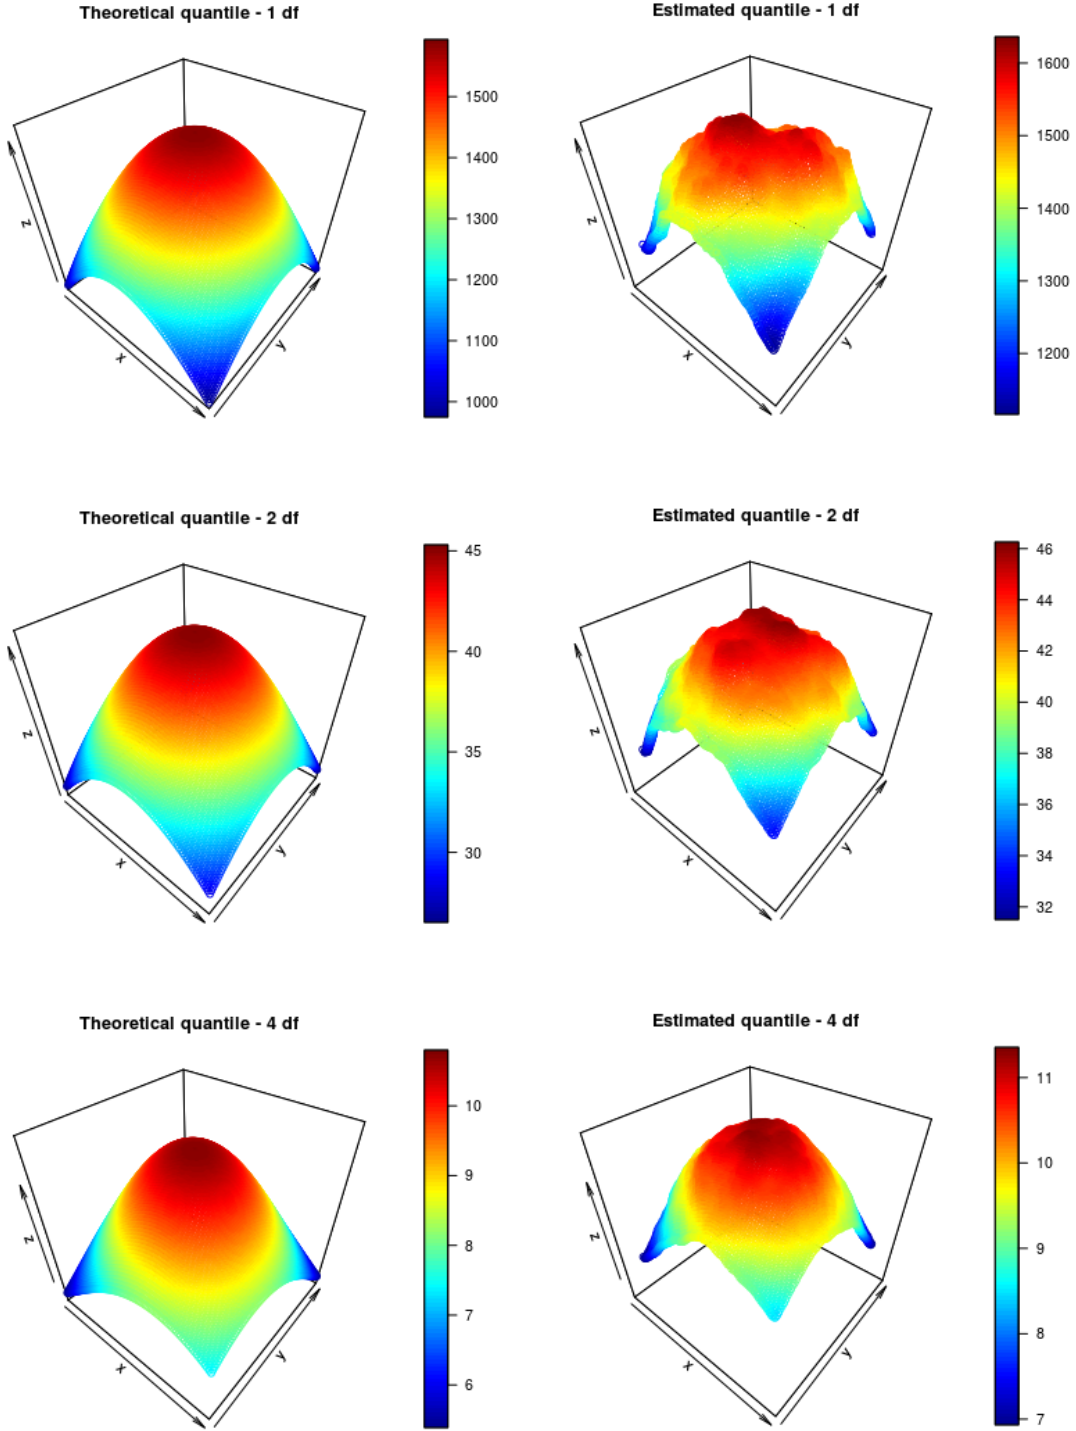 Theoretical quantile - 1 df
z
x
y
1500
1400
1300
1200
1100
1000
Estimated quantile - 1 df
z
x
y
1600
1500
1400
1300
1200
Theoretical quantile - 2 df
z
x
y
45
40
35
30
Estimated quantile - 2 df
z
x
y
46
44
42
40
38
36
34
32
Theoretical quantile - 4 df
z
x
y
10
9
8
7
6
Estimated quantile - 4 df
z
x
y
11
10
9
8
7